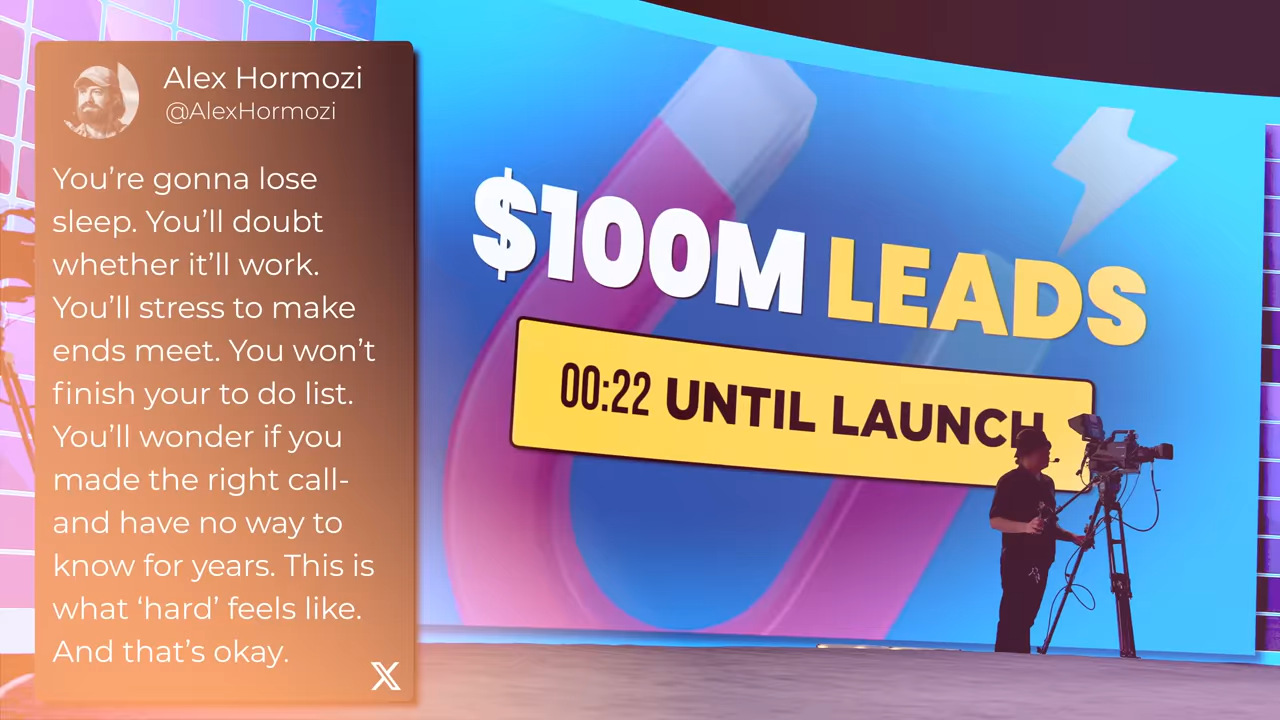 Alex Hormozi
@AlexHormozi
You’re gonna lose
sleep. You’ll doubt
whether it’ll work.
You’ll stress to make
ends meet. You won’t
finish your to do list.
You’ll wonder if you
made the right call-
and have no way to
know for years. This is
what ‘hard’ feels like.
And that’s okay.
$100M LEADS
00:22 UNTIL LAUNCH